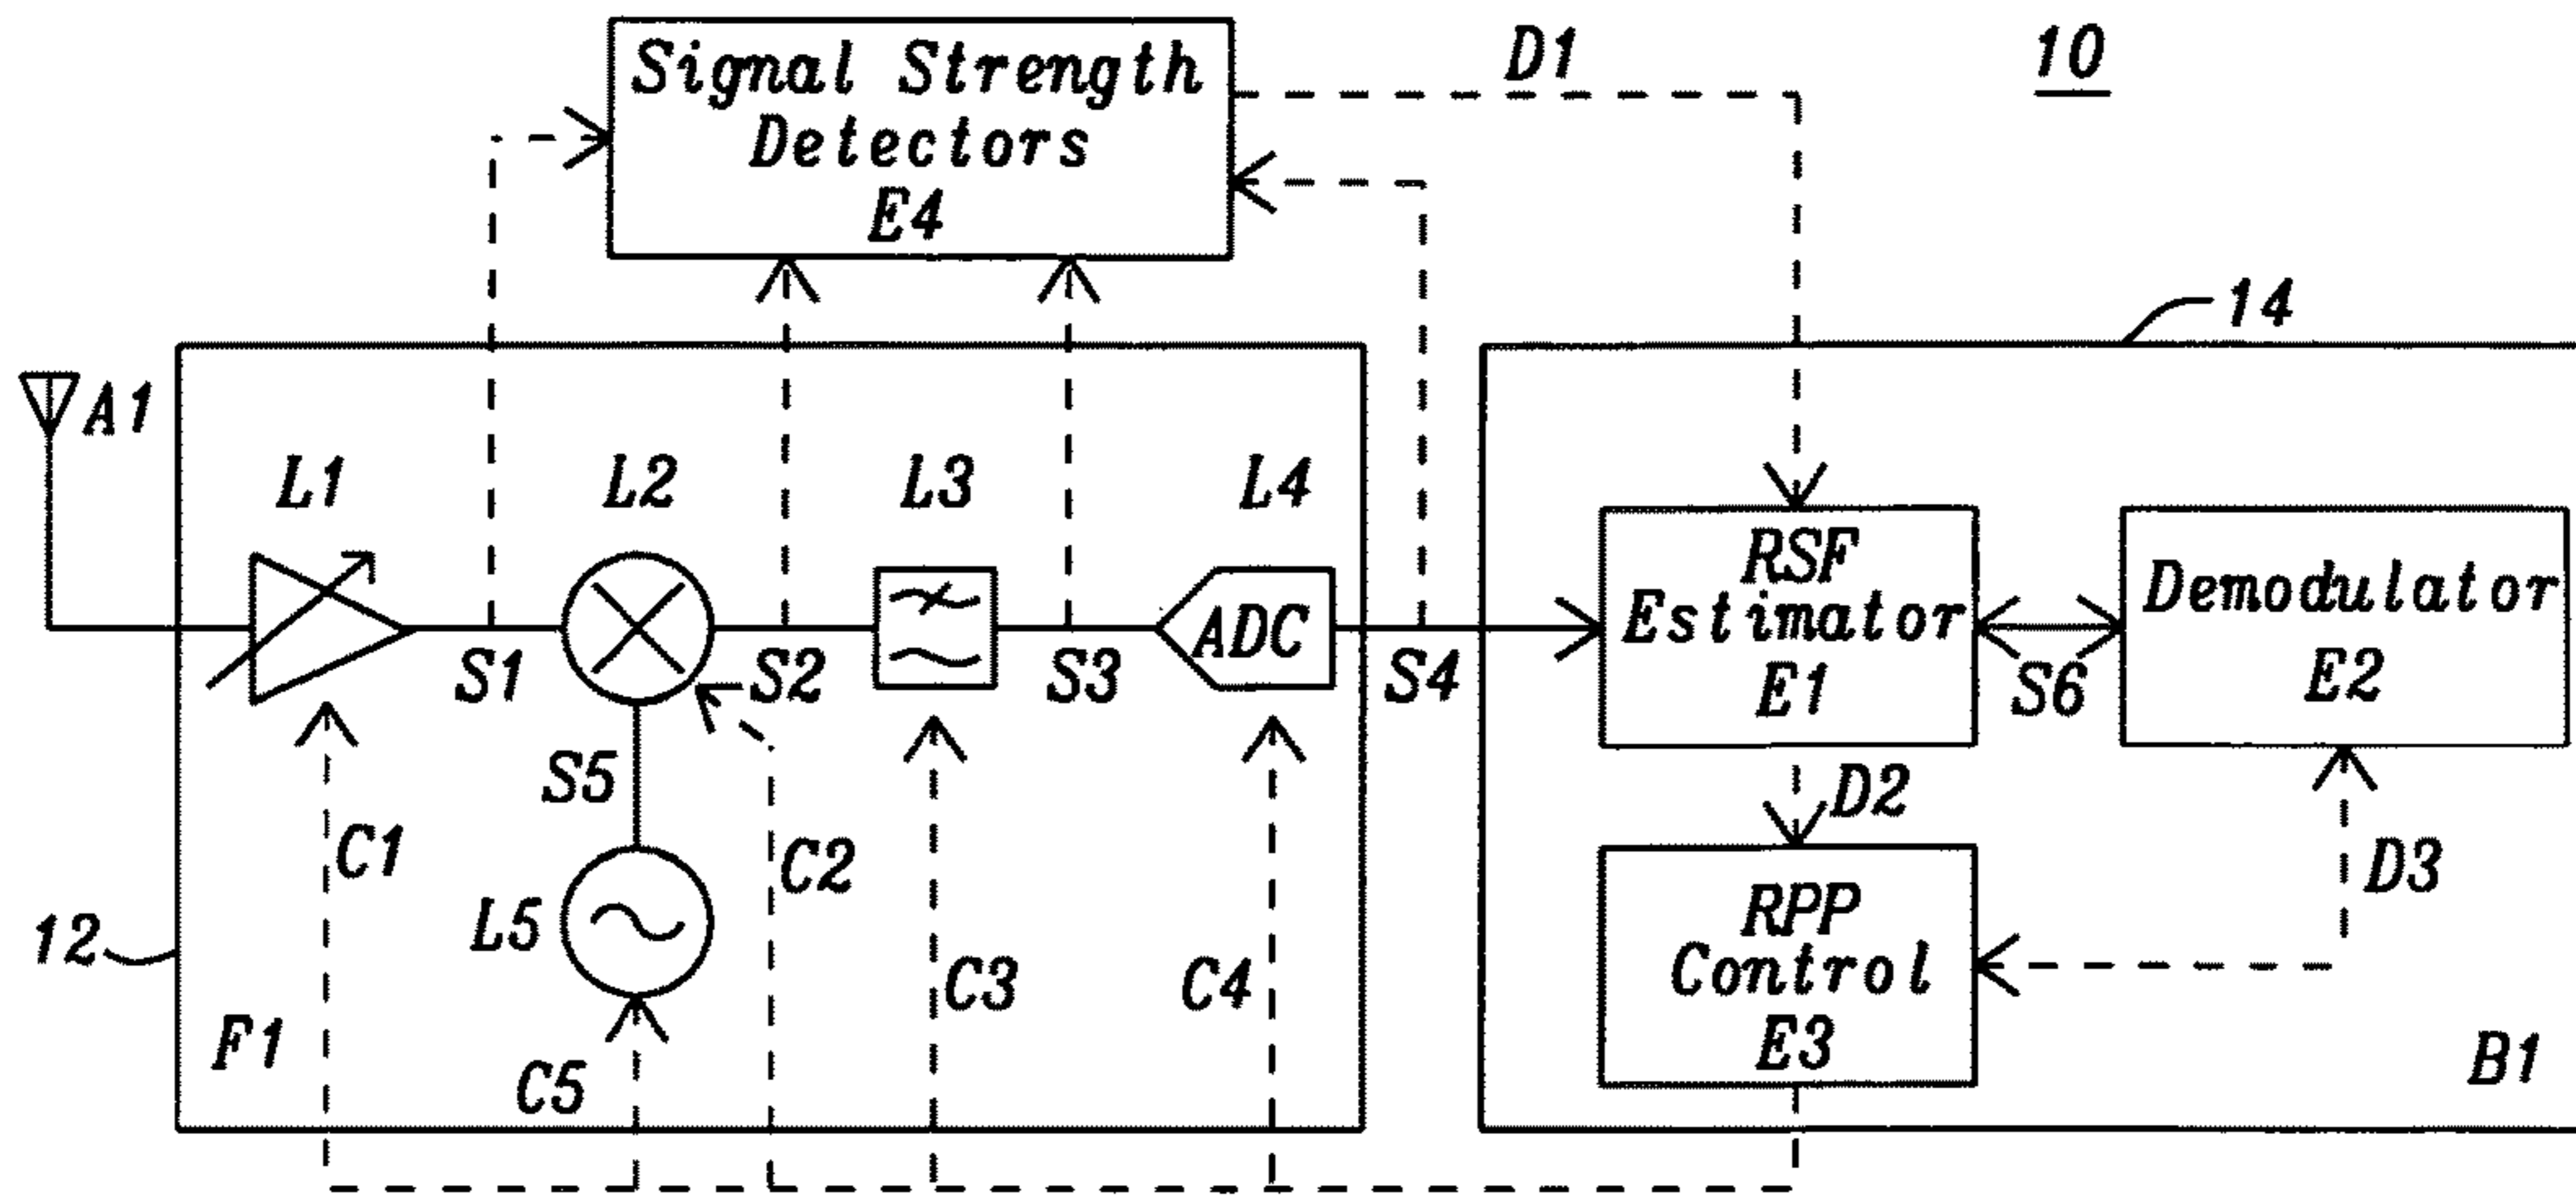 Signal Strength
Detectors
E4
D1
10
14
A1
L1
L2
L3
L4
RSF
Estimator
E1
Demodulator
E2
ADC
S1
S2
S3
S4
S6
S5
D2
C1
C2
D3
12
L5
C3
C4
RPP
Control
E3
F1
C5
B1